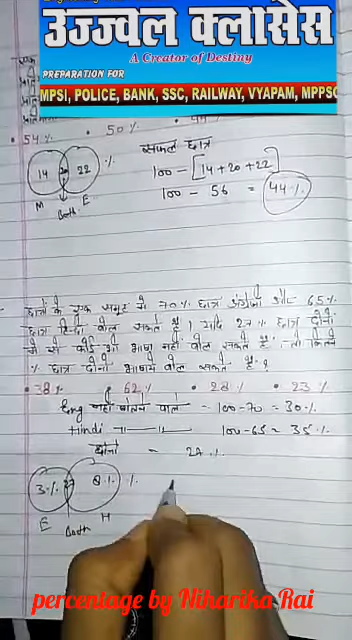 उज्ज्वल क्लासेस
A Creator of Destiny
PREPARATION FOR
MPSI, POLICE, BANK, SSC, RAILWAY, VYAPAM, MPPSC
• 54% • 50%
सफल छात्र
14 20 22 %
100 - [14+20+22]
100 - 56 = 44%
M Both E
छात्रों के एक समूह में 70% छात्र अंग्रेजी और 65%
छात्र हिन्दी बोल सकते हैं। यदि 27% छात्र दोनों
में से कोई भी भाषा नहीं बोल सकते हैं, तो कितने
% छात्र दोनों भाषायें बोल सकते हैं?
• 38% • 62% • 28% • 23%
Eng नहीं बोलने वाले = 100-70 = 30%
Hindi -"- 100-65 = 35%
दोनों = 27%
3% 27 8% %
E Both H
percentage by Niharika Rai